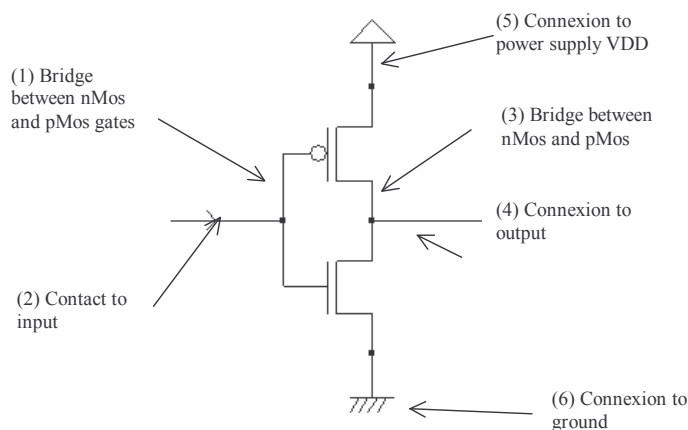 (5) Connexion to
power supply VDD
(1) Bridge
between nMos
and pMos gates
(3) Bridge between
nMos and pMos
(4) Connexion to
output
(2) Contact to
input
(6) Connexion to
ground